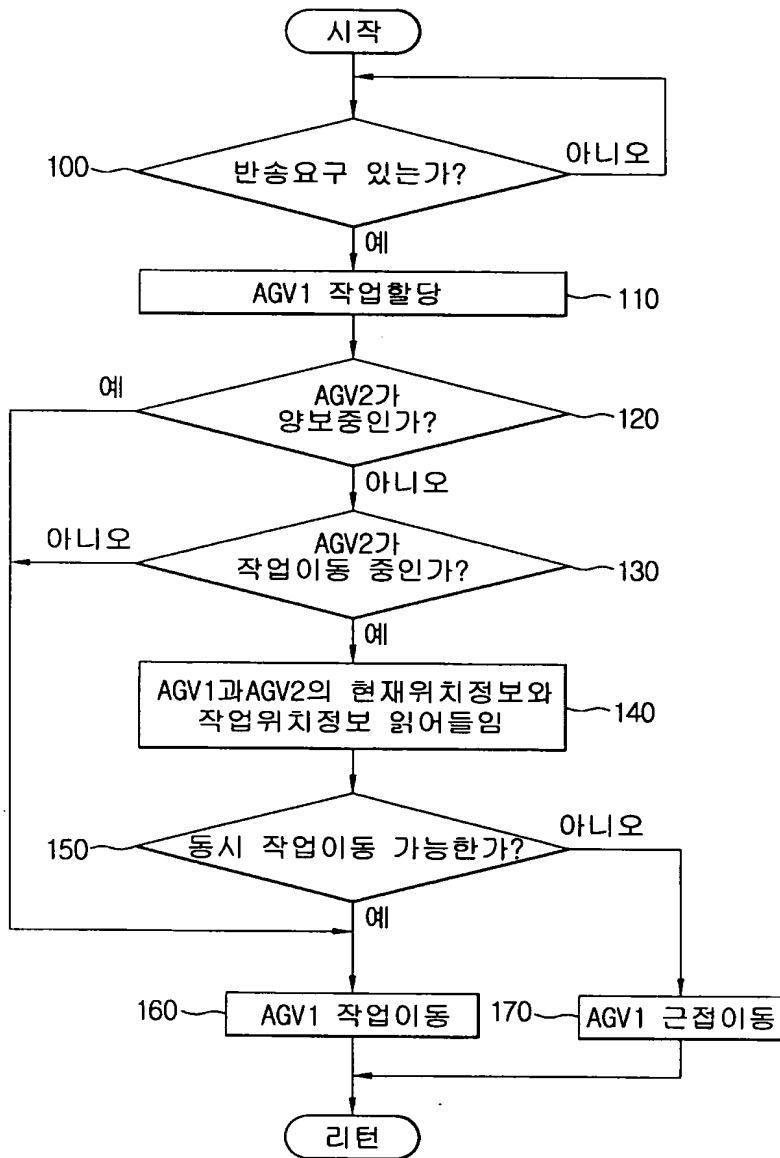 시작
반송요구 있는가?
아니오
100
예
AGV1 작업할당
110
예
AGV2가
양보중인가?
120
아니오
아니오
AGV2가
작업이동 중인가?
130
예
AGV1과AGV2의 현재위치정보와
작업위치정보 읽어들임
140
아니오
150
동시 작업이동 가능한가?
예
160
AGV1 작업이동
170
AGV1 근접이동
리턴